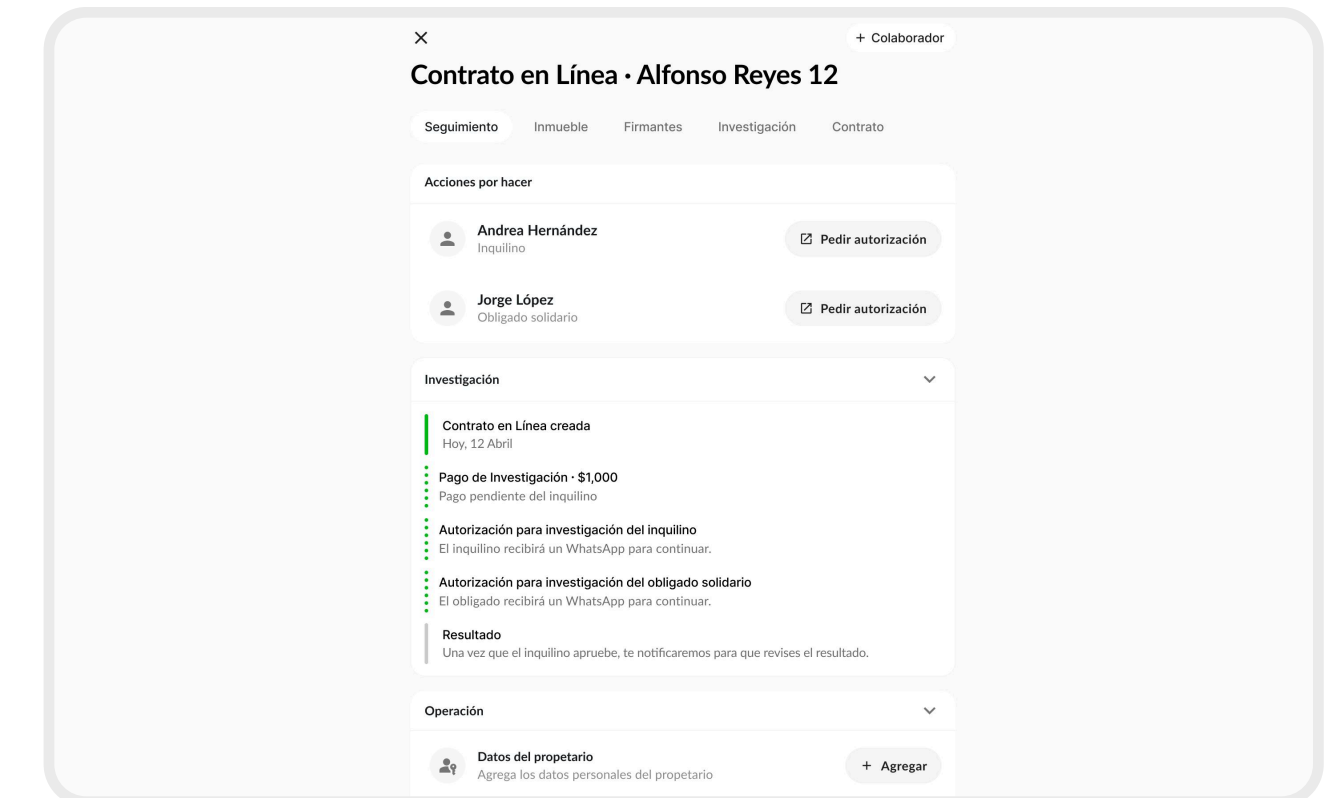 + Colaborador
Contrato en Línea · Alfonso Reyes 12
Seguimiento Inmueble Firmantes Investigación Contrato
Acciones por hacer
Andrea Hernández
Inquilino
Pedir autorización
Jorge López
Obligado solidario
Pedir autorización
Investigación
Contrato en Línea creada
Hoy, 12 Abril
Pago de Investigación · $1,000
Pago pendiente del inquilino
Autorización para investigación del inquilino
El inquilino recibirá un WhatsApp para continuar.
Autorización para investigación del obligado solidario
El obligado recibirá un WhatsApp para continuar.
Resultado
Una vez que el inquilino apruebe, te notificaremos para que revises el resultado.
Operación
Datos del propetario
Agrega los datos personales del propetario
+ Agregar